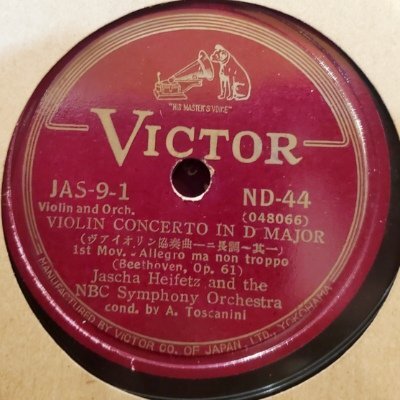 "HIS MASTER'S VOICE"
VICTOR
JAS-9-1
ND-44
Violin and Orch.
(048066)
VIOLIN CONCERTO IN D MAJOR
(ヴァイオリン協奏曲—ニ長調—其一)
1st Mov.-Allegro ma non troppo
(Beethoven, Op. 61)
Jascha Heifetz and the
NBC Symphony Orchestra
cond. by A. Toscanini
MANUFACTURED BY VICTOR CO. OF JAPAN, LTD., YOKOHAMA